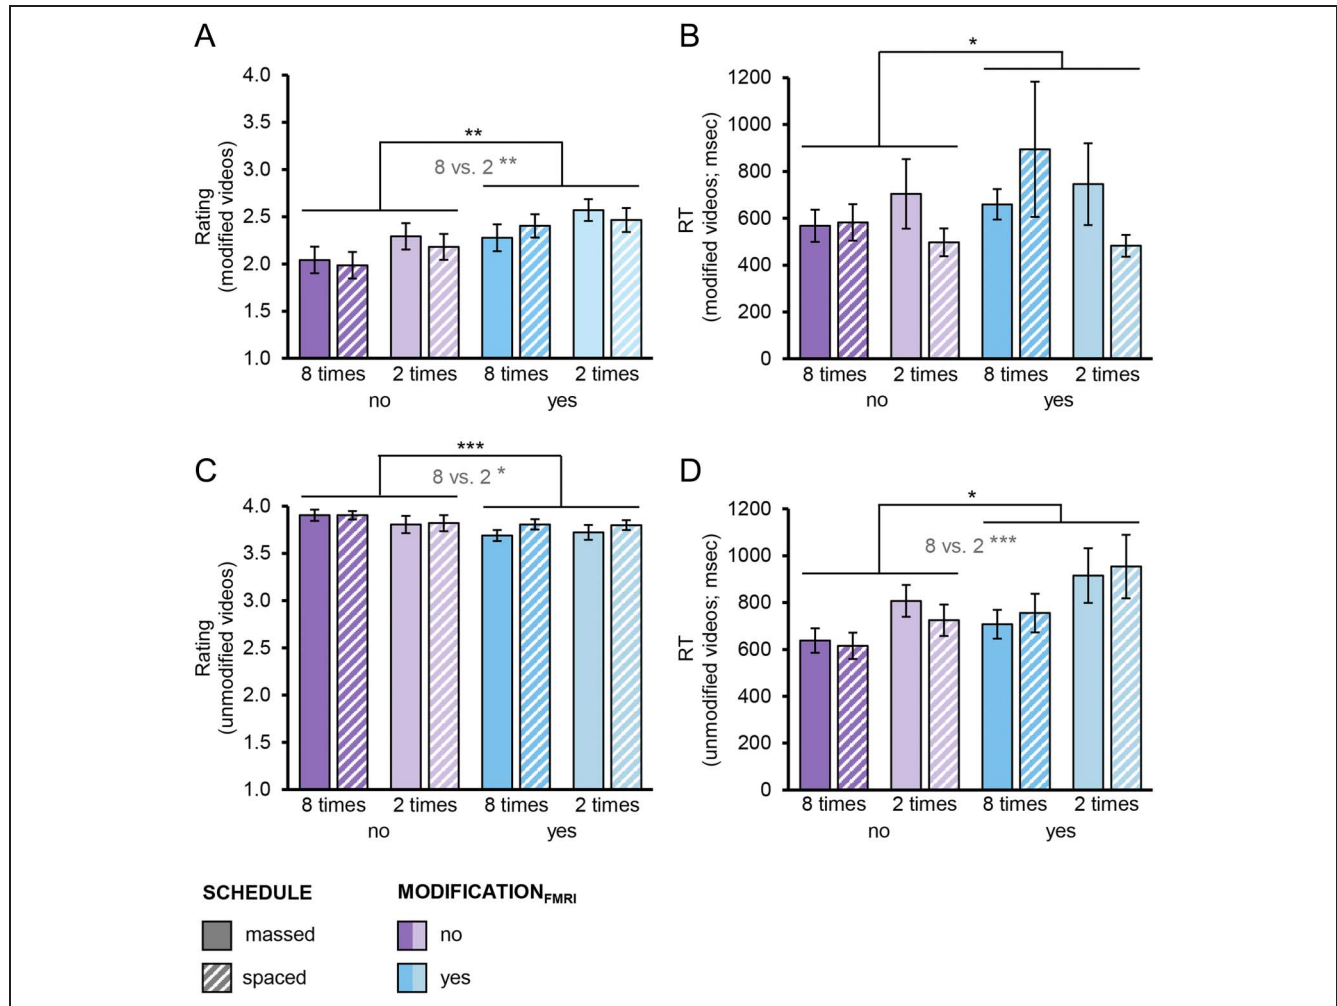 A
4.0
3.5
3.0
2.5
2.0
1.5
1.0
Rating
(modified videos)
**
8 vs. 2 **
8 times 2 times 8 times 2 times
no yes
B
1200
1000
800
600
400
200
0
RT
(modified videos; msec)
*
8 times 2 times 8 times 2 times
no yes
C
4.0
3.5
3.0
2.5
2.0
1.5
1.0
Rating
(unmodified videos)
***
8 vs. 2 *
8 times 2 times 8 times 2 times
no yes
D
1200
1000
800
600
400
200
0
RT
(unmodified videos; msec)
*
8 vs. 2 ***
8 times 2 times 8 times 2 times
no yes
SCHEDULE
massed
spaced
MODIFICATIONFMRI
no
yes